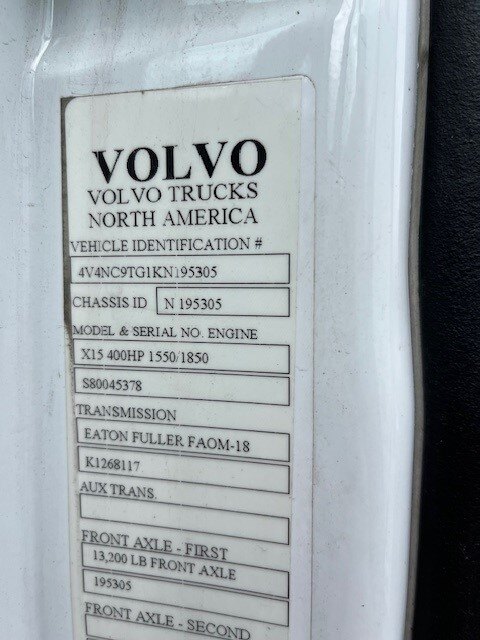 VOLVO
VOLVO TRUCKS
NORTH AMERICA
VEHICLE IDENTIFICATION #
4V4NC9TG1KN195305
CHASSIS ID N 195305
MODEL & SERIAL NO. ENGINE
X15 400HP 1550/1850
S80045378
TRANSMISSION
EATON FULLER FAOM-18
K1268117
AUX TRANS.
FRONT AXLE - FIRST
13,200 LB FRONT AXLE
195305
FRONT AXLE - SECOND